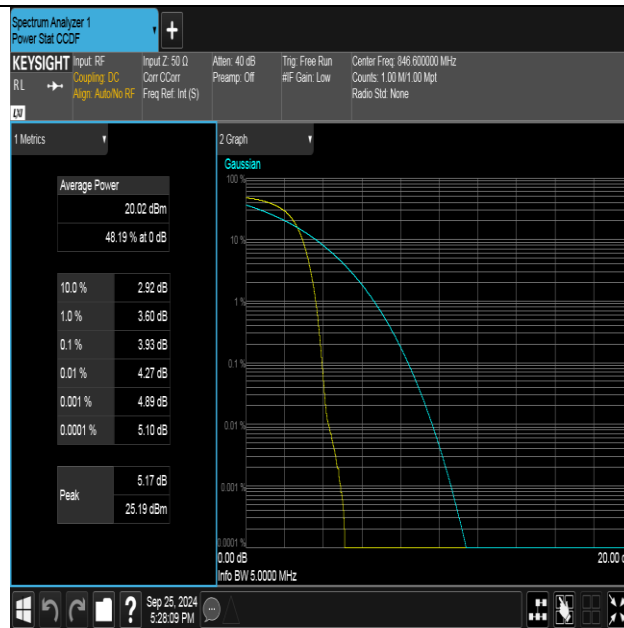 Spectrum Analyzer 1
Power Stat CCDF
+
KEYSIGHT
RL
LXI
Input: RF
Coupling: DC
Align: Auto/No RF
Input Z: 50 Ω
Corr CCorr
Freq Ref: Int (S)
Atten: 40 dB
Preamp: Off
Trig: Free Run
#IF Gain: Low
Center Freq: 846.600000 MHz
Counts: 1.00 M/1.00 Mpt
Radio Std: None
1 Metrics
Average Power
20.02 dBm
48.19 % at 0 dB
10.0 % 2.92 dB
1.0 % 3.60 dB
0.1 % 3.93 dB
0.01 % 4.27 dB
0.001 % 4.89 dB
0.0001 % 5.10 dB
Peak
5.17 dB
25.19 dBm
2 Graph
Gaussian
100 %
10 %
1 %
0.1 %
0.01 %
0.001 %
0.0001 %
0.00 dB
20.00
Info BW 5.0000 MHz
?
Sep 25, 2024
5:28:09 PM